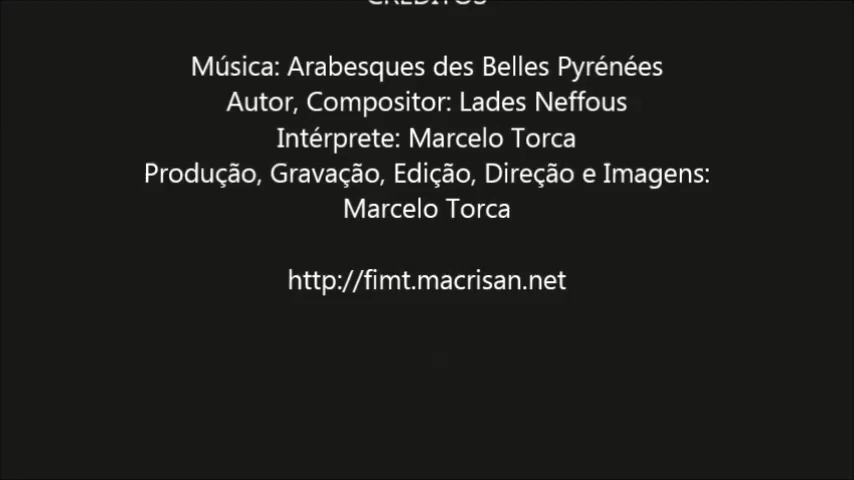 CRÉDITOS
Música: Arabesques des Belles Pyrénées
Autor, Compositor: Lades Neffous
Intérprete: Marcelo Torca
Produção, Gravação, Edição, Direção e Imagens:
Marcelo Torca
http://fimt.macrisan.net